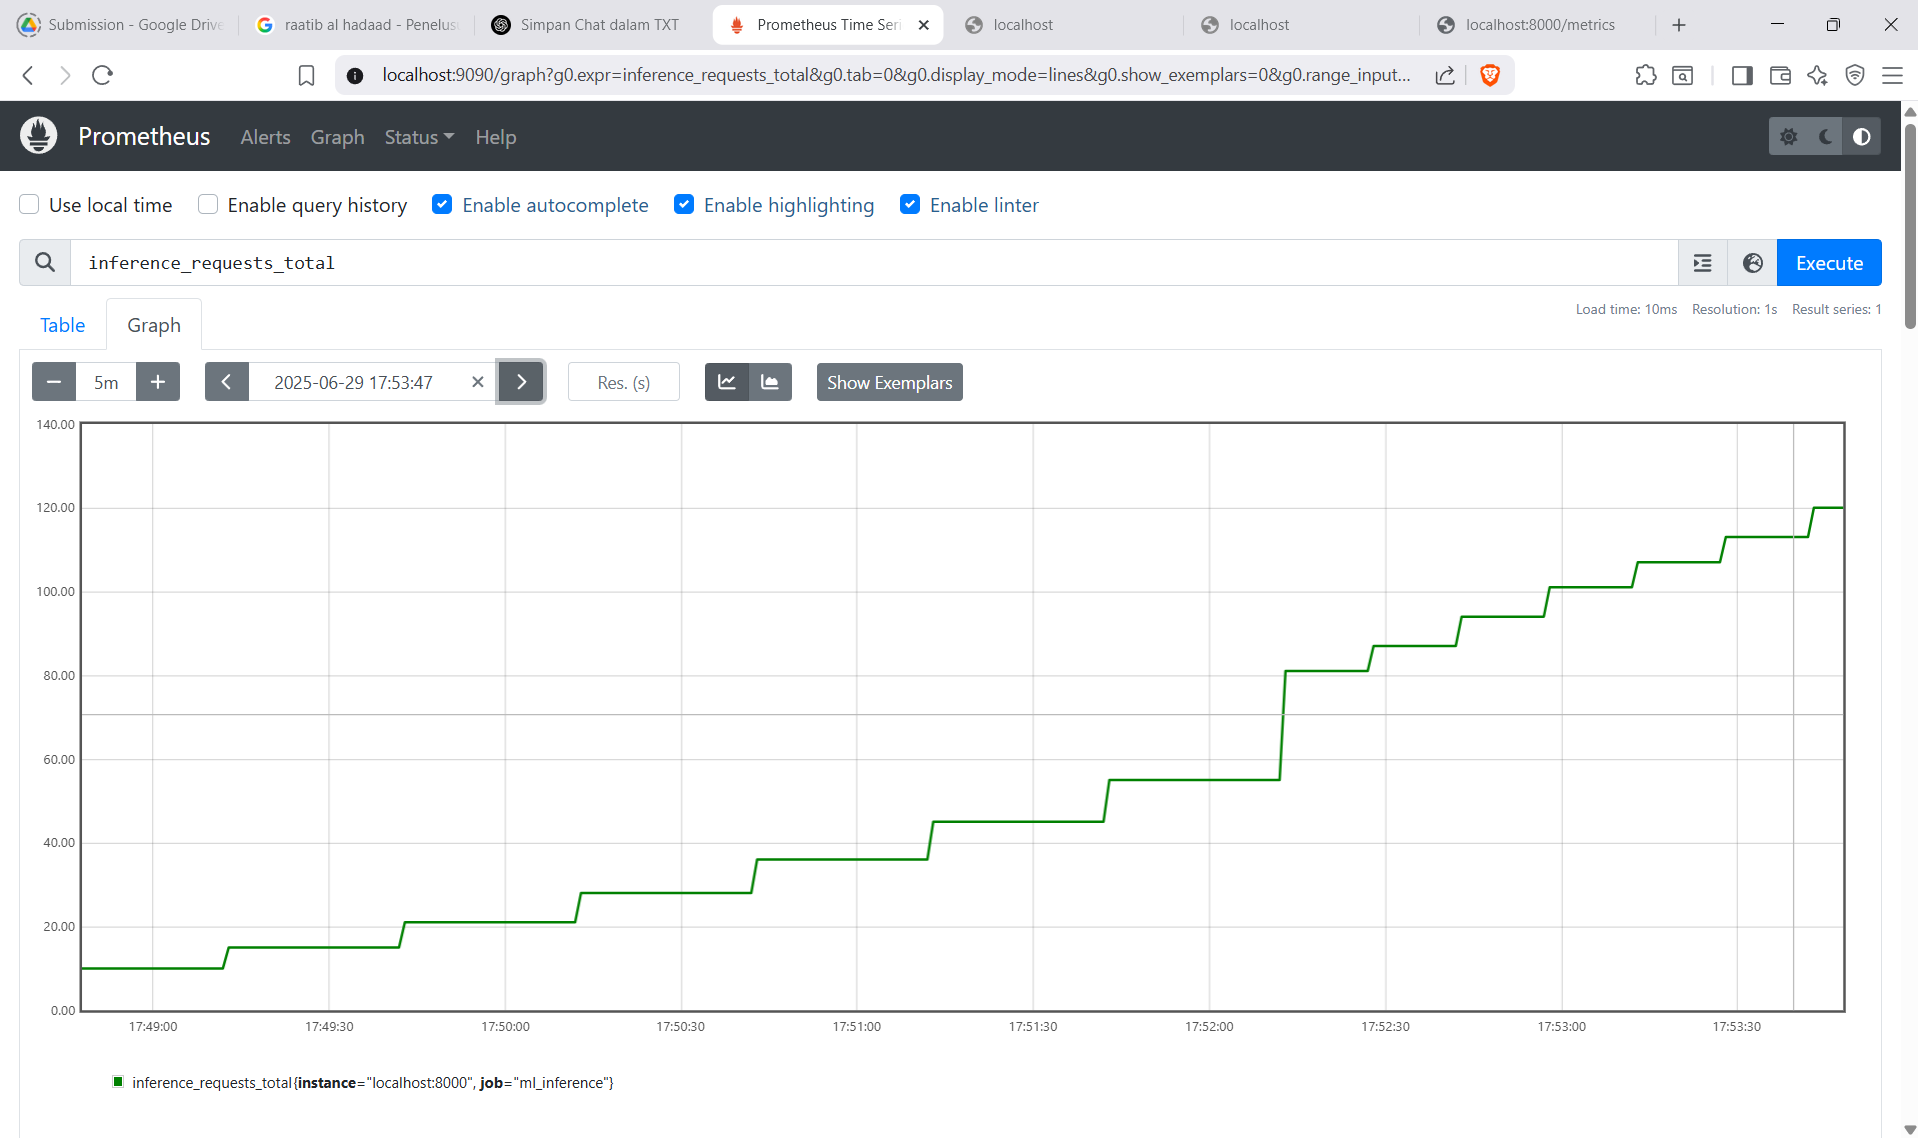 Submission - Google Drive
raatib al hadaad - Penelus
Simpan Chat dalam TXT
Prometheus Time Seri
localhost
localhost
localhost:8000/metrics
localhost:9090/graph?g0.expr=inference_requests_total&g0.tab=0&g0.display_mode=lines&g0.show_exemplars=0&g0.range_input...
Prometheus Alerts Graph Status Help
Use local time Enable query history Enable autocomplete Enable highlighting Enable linter
inference_requests_total
Execute
Table Graph
Load time: 10ms Resolution: 1s Result series: 1
5m
2025-06-29 17:53:47
Res. (s)
Show Exemplars
140.00
120.00
100.00
80.00
60.00
40.00
20.00
0.00
17:49:00 17:49:30 17:50:00 17:50:30 17:51:00 17:51:30 17:52:00 17:52:30 17:53:00 17:53:30
inference_requests_total{instance="localhost:8000", job="ml_inference"}